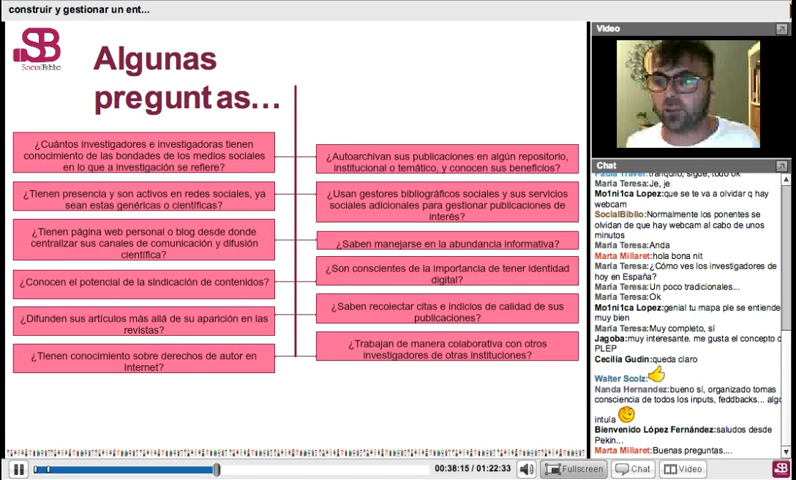 construir y gestionar un ent...
SB
SocialBiblio
Algunas
preguntas...
¿Cuántos investigadores e investigadoras tienen
conocimiento de las bondades de los medios sociales
en lo que a investigación se refiere?
¿Tienen presencia y son activos en redes sociales, ya
sean estas genéricas o científicas?
¿Tienen página web personal o blog desde donde
centralizar sus canales de comunicación y difusión
científica?
¿Conocen el potencial de la sindicación de contenidos?
¿Difunden sus artículos más allá de su aparición en las
revistas?
¿Tienen conocimiento sobre derechos de autor en
Internet?
¿Autoarchivan sus publicaciones en algún repositorio,
institucional o temático, y conocen sus beneficios?
¿Usan gestores bibliográficos sociales y sus servicios
sociales adicionales para gestionar publicaciones de
interés?
¿Saben manejarse en la abundancia informativa?
¿Son conscientes de la importancia de tener identidad
digital?
¿Saben recolectar citas e indicios de calidad de sus
publicaciones?
¿Trabajan de manera colaborativa con otros
investigadores de otras instituciones?
Video
Chat
Paula Traver:tranquilo, sigue, todo ok
María Teresa:Je, je
Mo1ni1ca Lopez:que se te va a olvidar q hay
webcam
SocialBiblio:Normalmente los ponentes se
olvidan de que hay webcam al cabo de unos
minutos
María Teresa:Anda
Marta Millaret:hola bona nit
María Teresa:¿Cómo ves los investigadores de
hoy en España?
María Teresa:Un poco tradicionales...
María Teresa:Ok
Mo1ni1ca Lopez:genial tu mapa ple se entiende
muy bien
María Teresa:Muy completo, sí
Jagoba:muy interesante. me gusta el concepto d
PLEP
Cecilia Gudin:queda claro
Walter Scolz:
Nanda Hernandez:bueno sí, organizado tomas
consciencia de todos los inputs, feddbacks... algo
intuía
Bienvenido López Fernández:saludos desde
Pekin...
Marta Millaret:Buenas preguntas....
00:38:15 / 01:22:33
Fullscreen
Chat
Video
SB